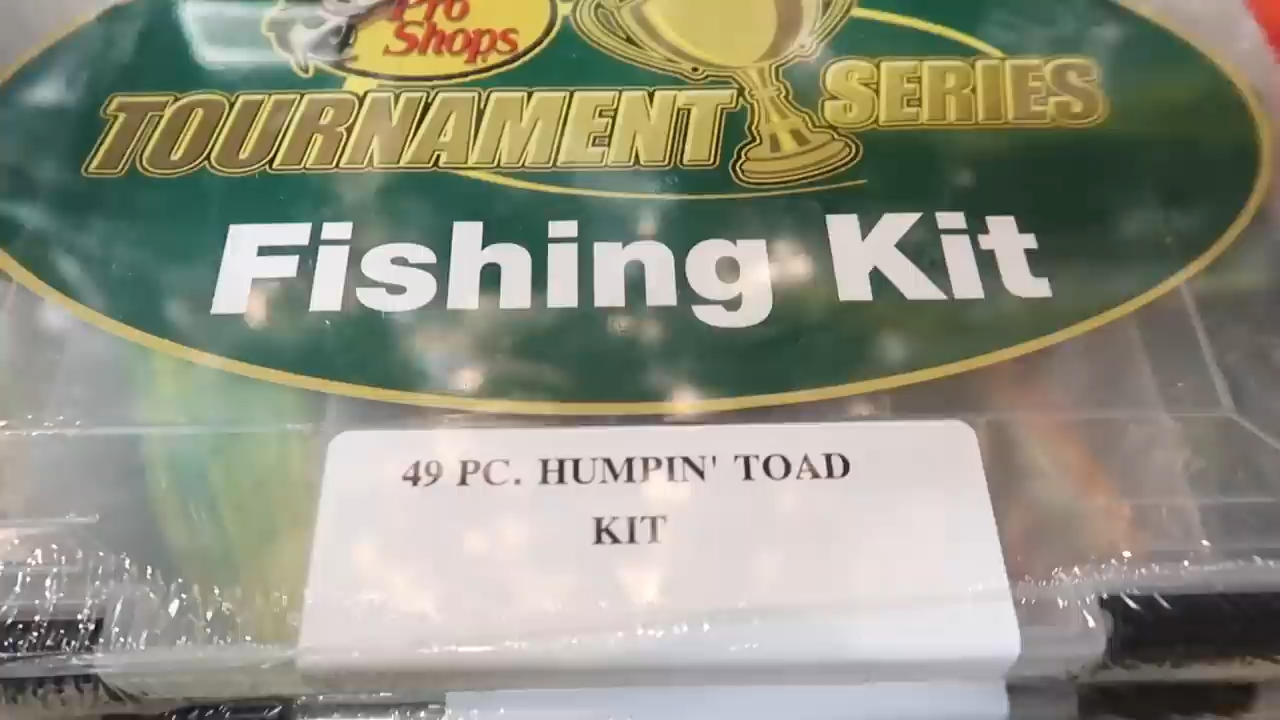 Pro
Shops
TOURNAMENT SERIES
Fishing Kit
49 PC. HUMPIN' TOAD
KIT